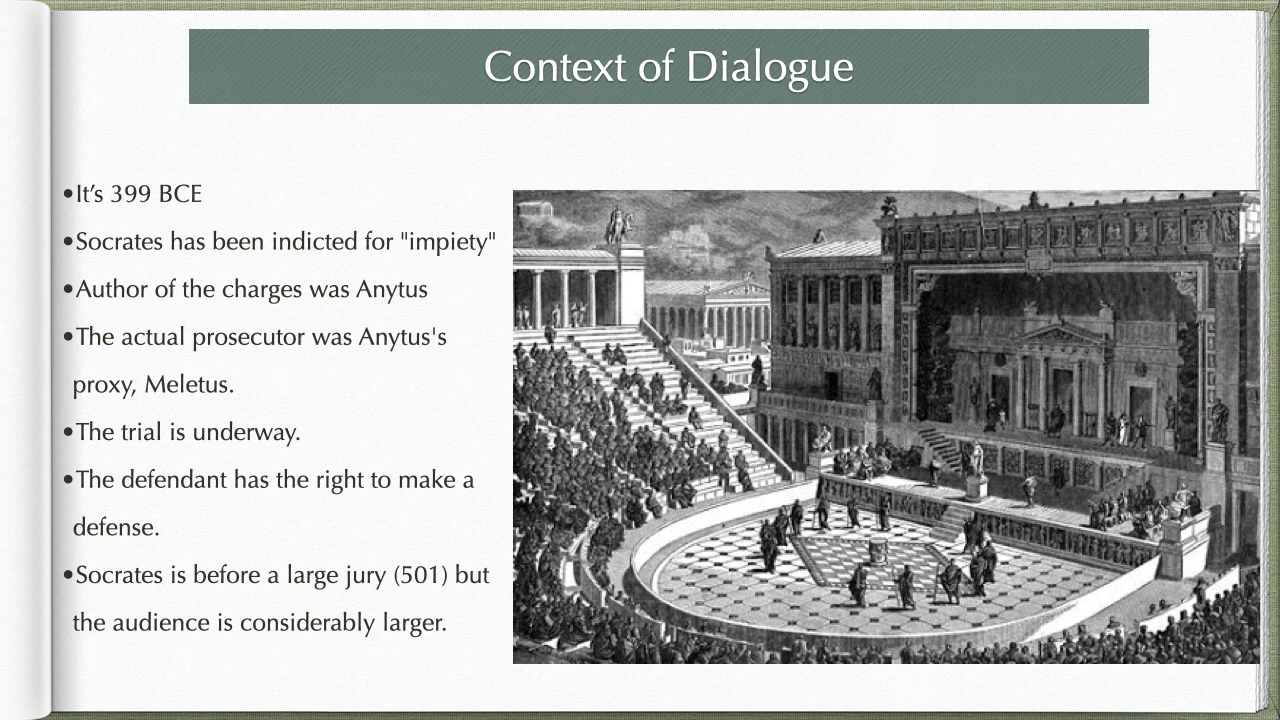 Context of Dialogue
•It’s 399 BCE
•Socrates has been indicted for "impiety"
•Author of the charges was Anytus
•The actual prosecutor was Anytus's
proxy, Meletus.
•The trial is underway.
•The defendant has the right to make a
defense.
•Socrates is before a large jury (501) but
the audience is considerably larger.